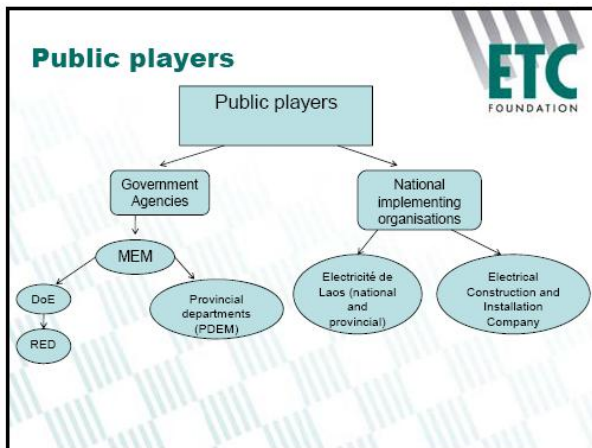 Public players
ETC
FOUNDATION
Public players
Government
Agencies
National
implementing
organisations
MEM
DoE
RED
Provincial
departments
(PDEM)
Electricité de
Laos (national
and
provincial)
Electrical
Construction and
Installation
Company